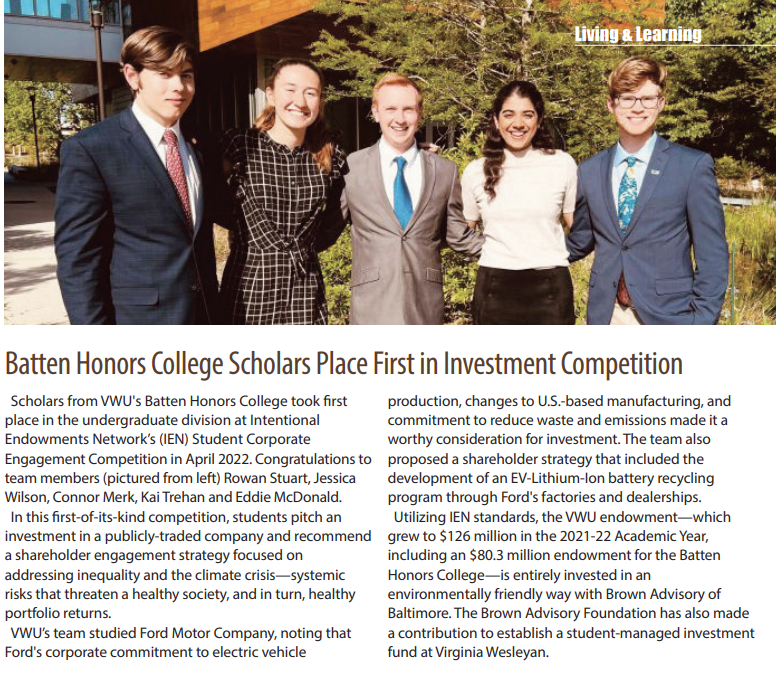 Living & Learning
Batten Honors College Scholars Place First in Investment Competition
Scholars from VWU's Batten Honors College took first
place in the undergraduate division at Intentional
Endowments Network's (IEN) Student Corporate
Engagement Competition in April 2022. Congratulations to
team members (pictured from left) Rowan Stuart, Jessica
Wilson, Connor Merk, Kai Trehan and Eddie McDonald.
In this first-of-its-kind competition, students pitch an
investment in a publicly-traded company and recommend
a shareholder engagement strategy focused on
addressing inequality and the climate crisis—systemic
risks that threaten a healthy society, and in turn, healthy
portfolio returns.
VWU's team studied Ford Motor Company, noting that
Ford's corporate commitment to electric vehicle
production, changes to U.S.-based manufacturing, and
commitment to reduce waste and emissions made it a
worthy consideration for investment. The team also
proposed a shareholder strategy that included the
development of an EV-Lithium-Ion battery recycling
program through Ford's factories and dealerships.
Utilizing IEN standards, the VWU endowment—which
grew to $126 million in the 2021-22 Academic Year,
including an $80.3 million endowment for the Batten
Honors College—is entirely invested in an
environmentally friendly way with Brown Advisory of
Baltimore. The Brown Advisory Foundation has also made
a contribution to establish a student-managed investment
fund at Virginia Wesleyan.